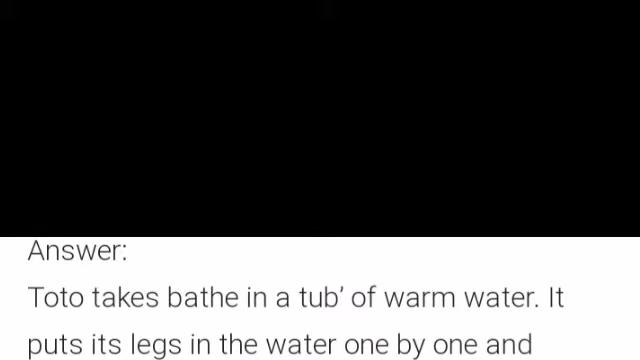 Answer:
Toto takes bathe in a tub’ of warm water. It
puts its legs in the water one by one and